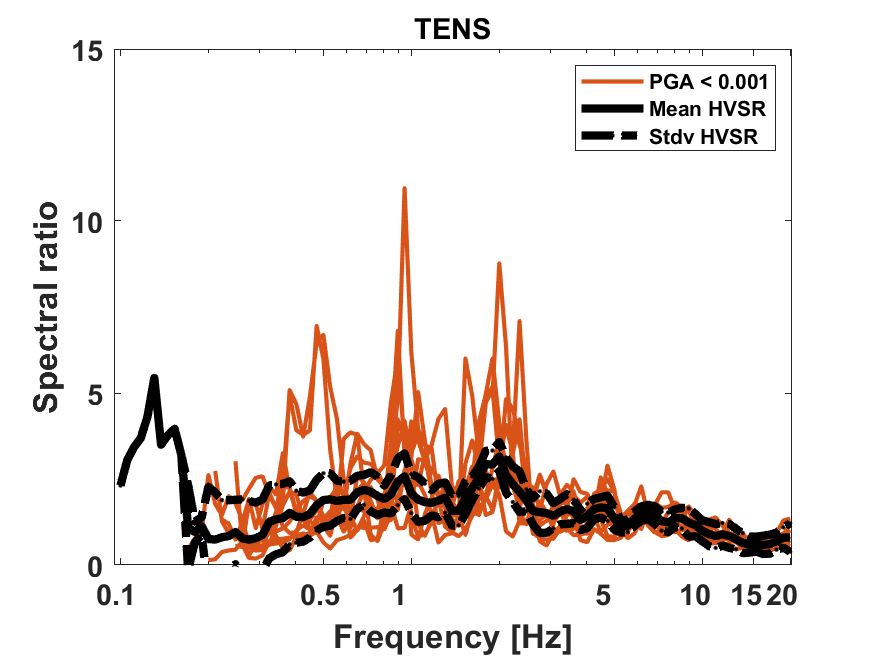 TENS
15
PGA < 0.001
Mean HVSR
Stdv HVSR
10
Spectral ratio
5
0
0.1 0.5 1 5 10 15 20
Frequency [Hz]